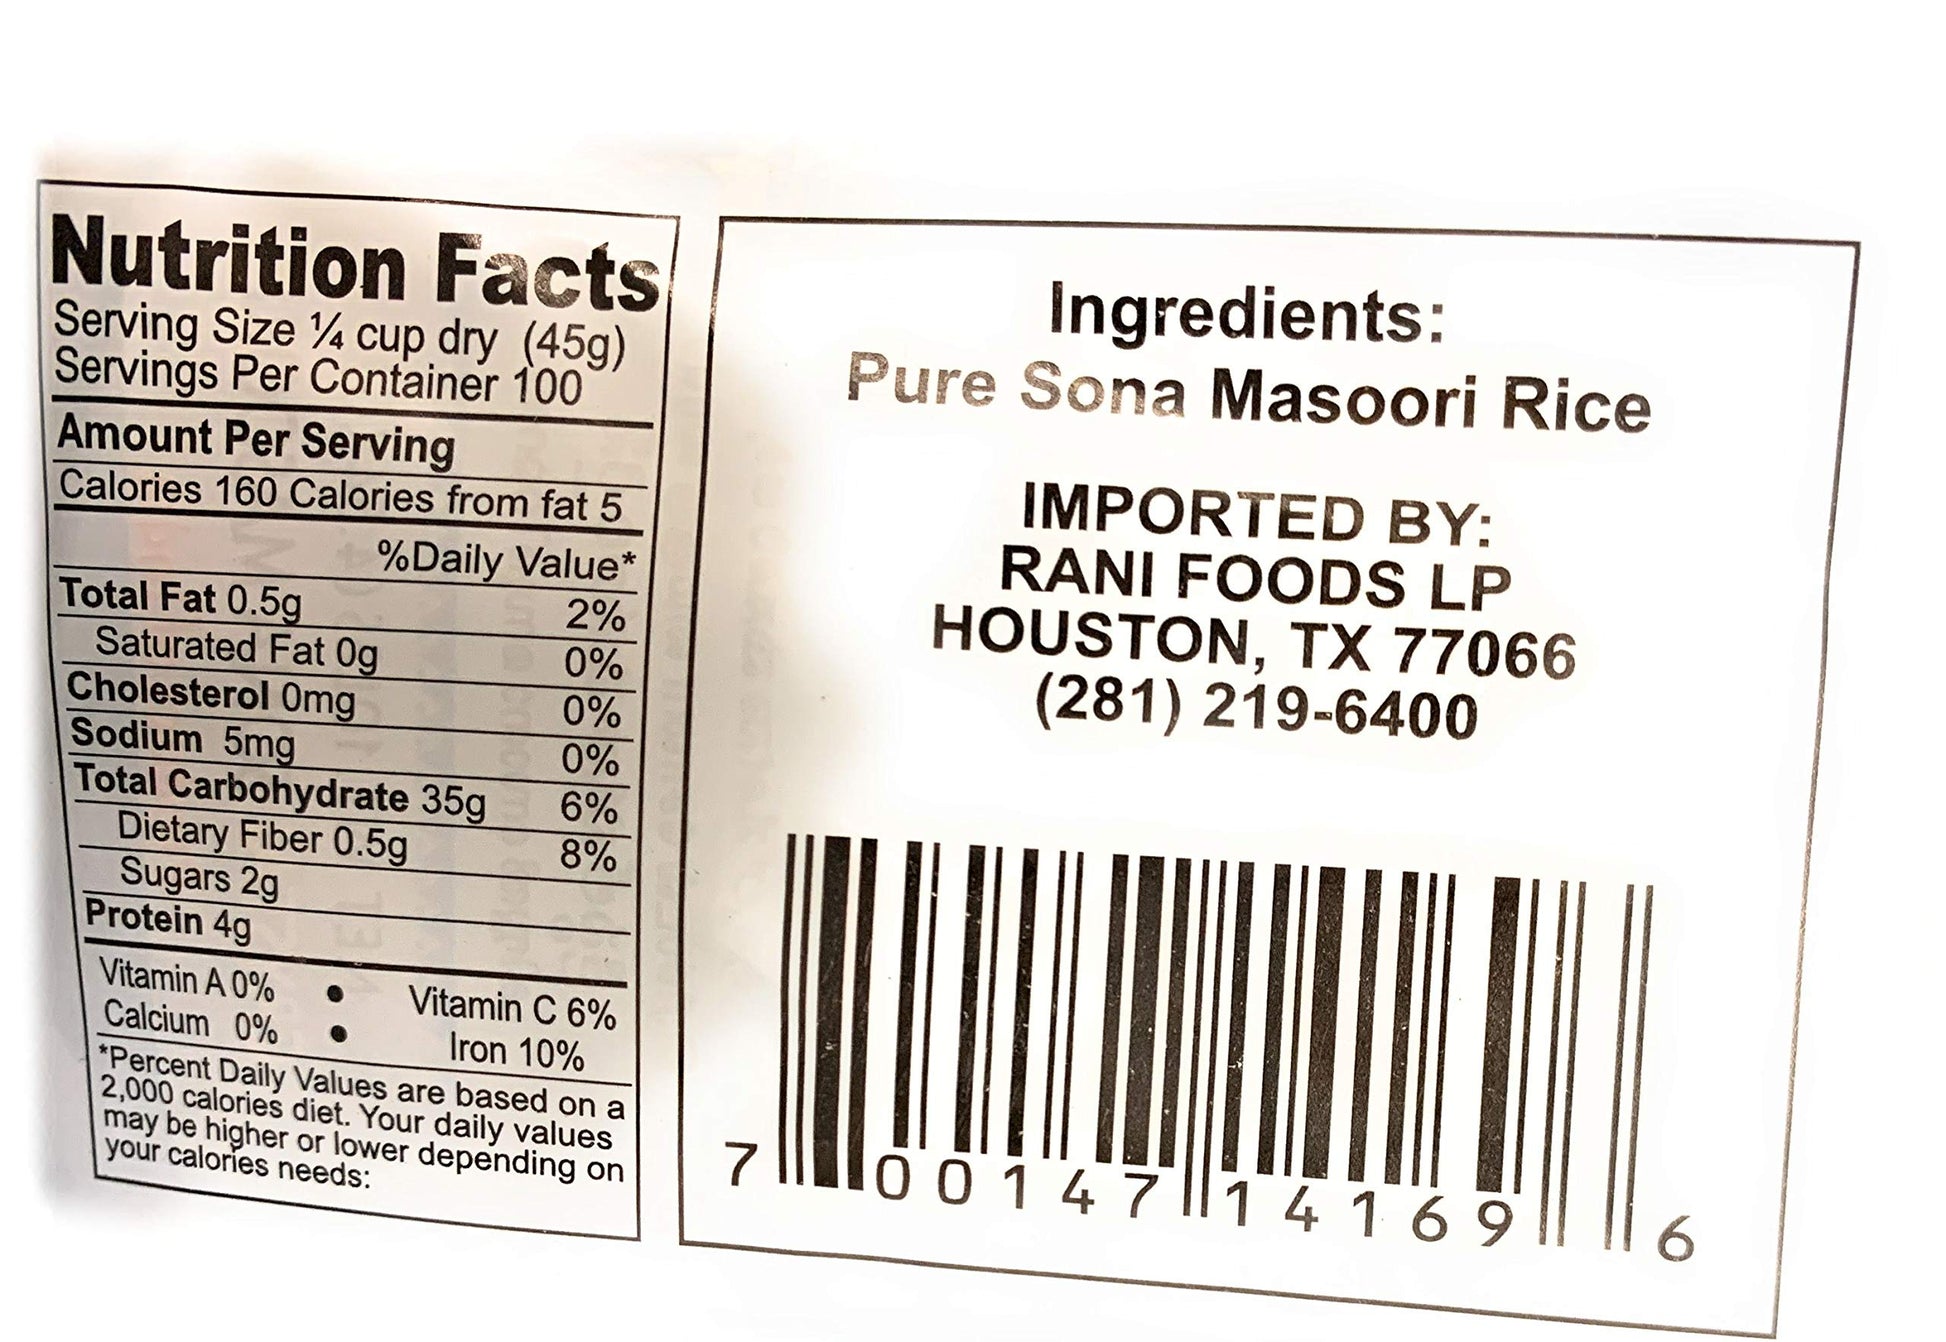 Nutrition Facts
Serving Size ¼ cup dry (45g)
Servings Per Container 100
Amount Per Serving
Calories 160 Calories from fat 5
%Daily Value*
Total Fat 0.5g 2%
Saturated Fat 0g 0%
Cholesterol 0mg 0%
Sodium 5mg 0%
Total Carbohydrate 35g 6%
Dietary Fiber 0.5g 8%
Sugars 2g
Protein 4g
Vitamin A 0% • Vitamin C 6%
Calcium 0% • Iron 10%
*Percent Daily Values are based on a
2,000 calories diet. Your daily values
may be higher or lower depending on
your calories needs:
Ingredients:
Pure Sona Masoori Rice
IMPORTED BY:
RANI FOODS LP
HOUSTON, TX 77066
(281) 219-6400
7 00147 14169 6